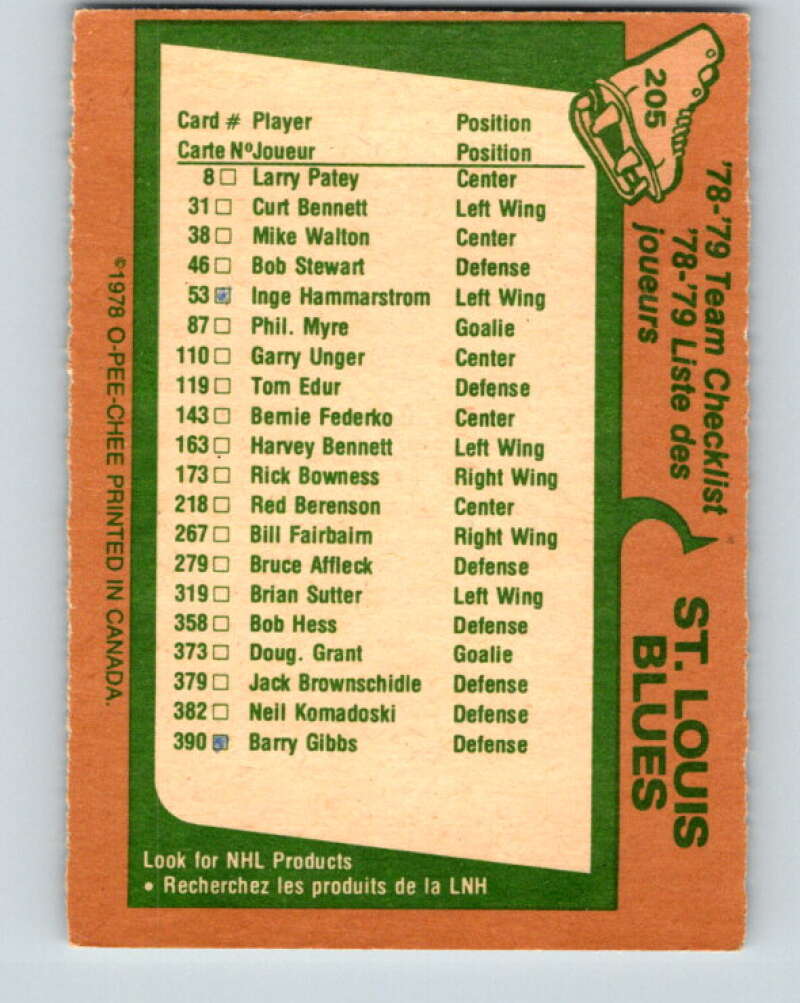 Card # Player Position
Carte N° Joueur Position
8 □ Larry Patey Center
31 □ Curt Bennett Left Wing
38 □ Mike Walton Center
46 □ Bob Stewart Defense
53 ■ Inge Hammarstrom Left Wing
87 □ Phil. Myre Goalie
110 □ Garry Unger Center
119 □ Tom Edur Defense
143 □ Bernie Federko Center
163 □ Harvey Bennett Left Wing
173 □ Rick Bowness Right Wing
218 □ Red Berenson Center
267 □ Bill Fairbairn Right Wing
279 □ Bruce Affleck Defense
319 □ Brian Sutter Left Wing
358 □ Bob Hess Defense
373 □ Doug. Grant Goalie
379 □ Jack Brownschidle Defense
382 □ Neil Komadoski Defense
390 ■ Barry Gibbs Defense
Look for NHL Products
• Recherchez les produits de la LNH
205
'78-'79 Team Checklist
'78-'79 Liste des
joueurs
ST. LOUIS
BLUES
©1978 O-PEE-CHEE PRINTED IN CANADA.